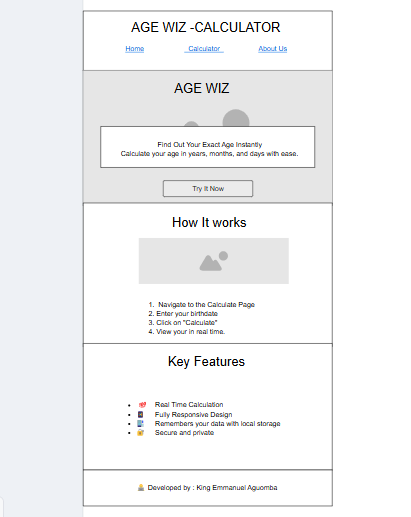 AGE WIZ -CALCULATOR
Home Calculator About Us
AGE WIZ
Find Out Your Exact Age Instantly
Calculate your age in years, months, and days with ease.
Try It Now
How It works
1. Navigate to the Calculate Page
2. Enter your birthdate
3. Click on "Calculate"
4. View your in real time.
Key Features
• 🎯 Real Time Calculation
• 📱 Fully Responsive Design
• 💾 Remembers your data with local storage
• 🔐 Secure and private
Developed by : King Emmanuel Aguomba